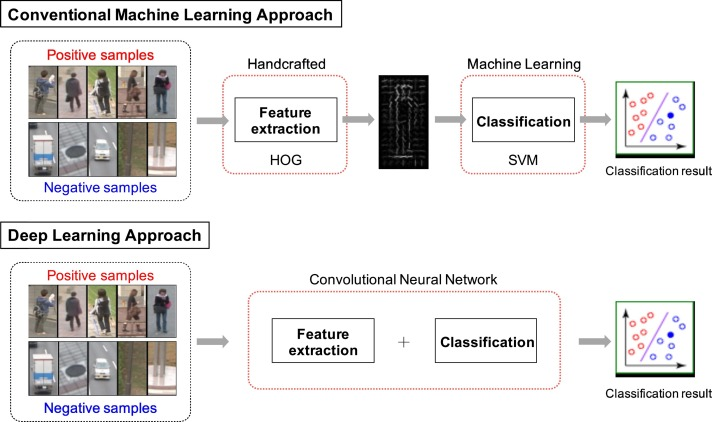 Conventional Machine Learning Approach
Positive samples
Negative samples
Handcrafted
Feature
extraction
HOG
Machine Learning
Classification
SVM
Classification result
Deep Learning Approach
Positive samples
Negative samples
Convolutional Neural Network
Feature
extraction
+
Classification
Classification result